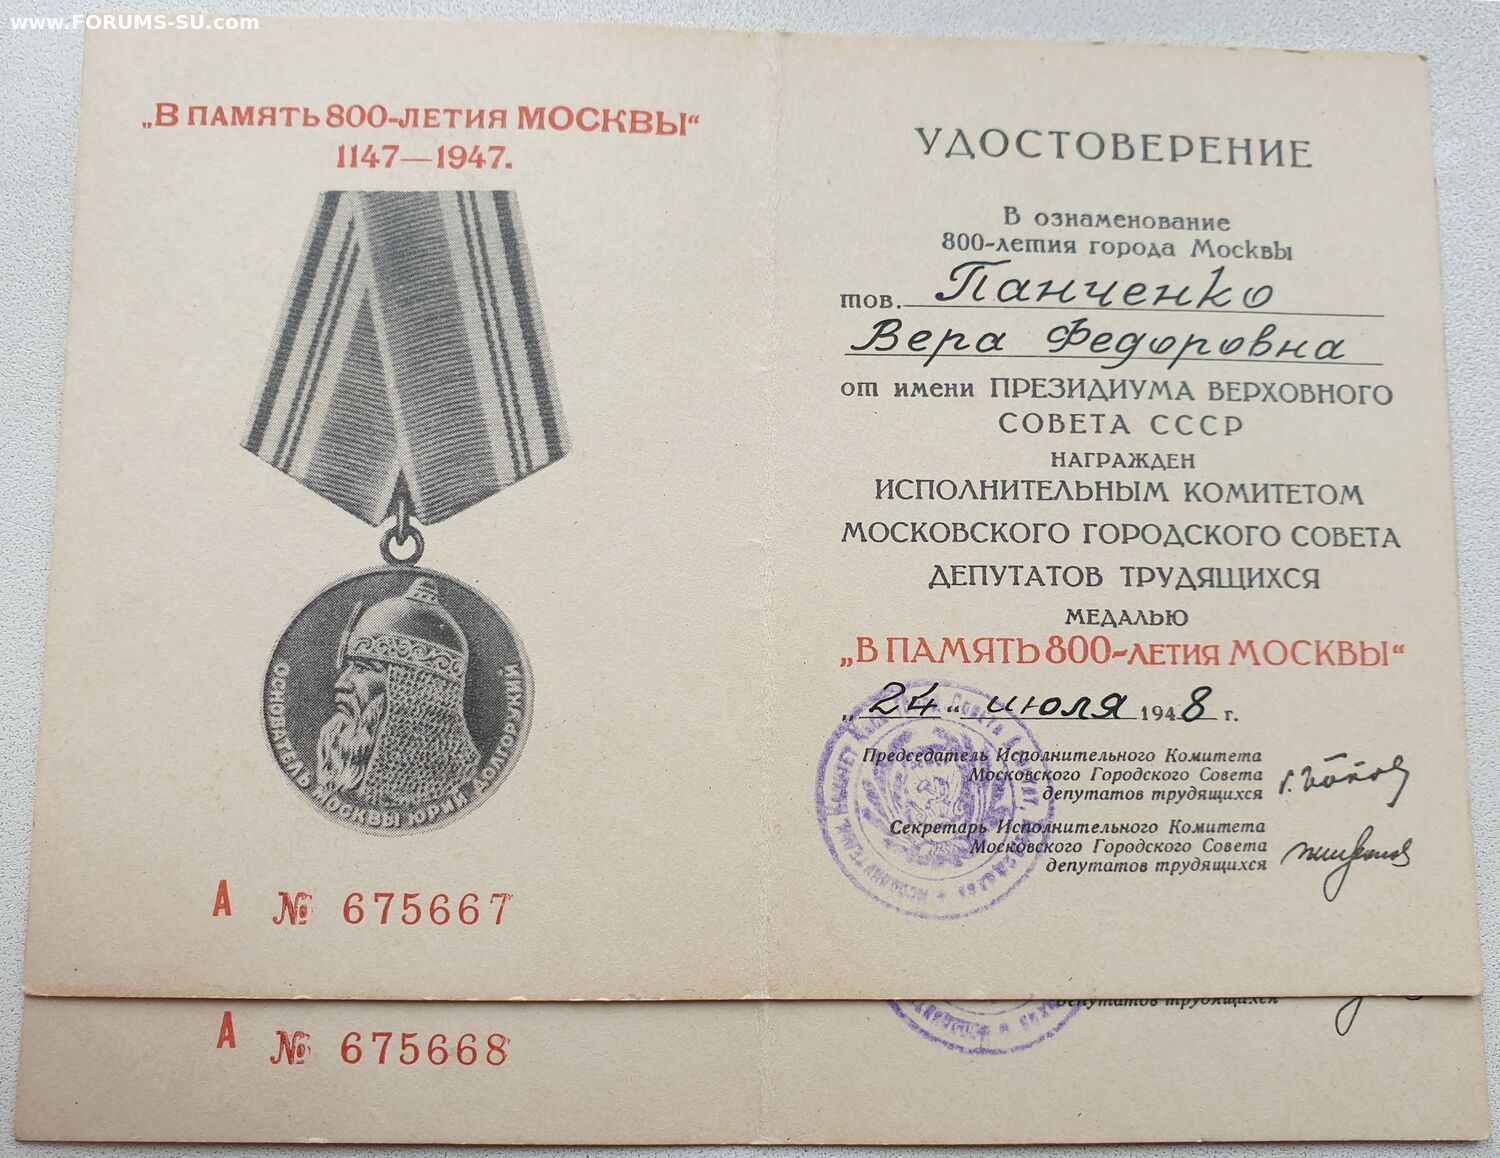 www.FORUMS-SU.com
„В ПАМЯТЬ 800-ЛЕТИЯ МОСКВЫ“
1147—1947.
ОСНОВАТЕЛЬ МОСКВЫ ЮРИЙ ДОЛГОРУКИЙ
А № 675667
УДОСТОВЕРЕНИЕ
В ознаменование
800-летия города Москвы
тов. Панченко
Вера Федоровна
от имени ПРЕЗИДИУМА ВЕРХОВНОГО
СОВЕТА СССР
НАГРАЖДЕН
ИСПОЛНИТЕЛЬНЫМ КОМИТЕТОМ
МОСКОВСКОГО ГОРОДСКОГО СОВЕТА
ДЕПУТАТОВ ТРУДЯЩИХСЯ
МЕДАЛЬЮ
„В ПАМЯТЬ 800-ЛЕТИЯ МОСКВЫ“
„24“ июля 1948 г.
Председатель Исполнительного Комитета
Московского Городского Совета
депутатов трудящихся
Секретарь Исполнительного Комитета
Московского Городского Совета
депутатов трудящихся
депутатов трудящихся
А № 675668